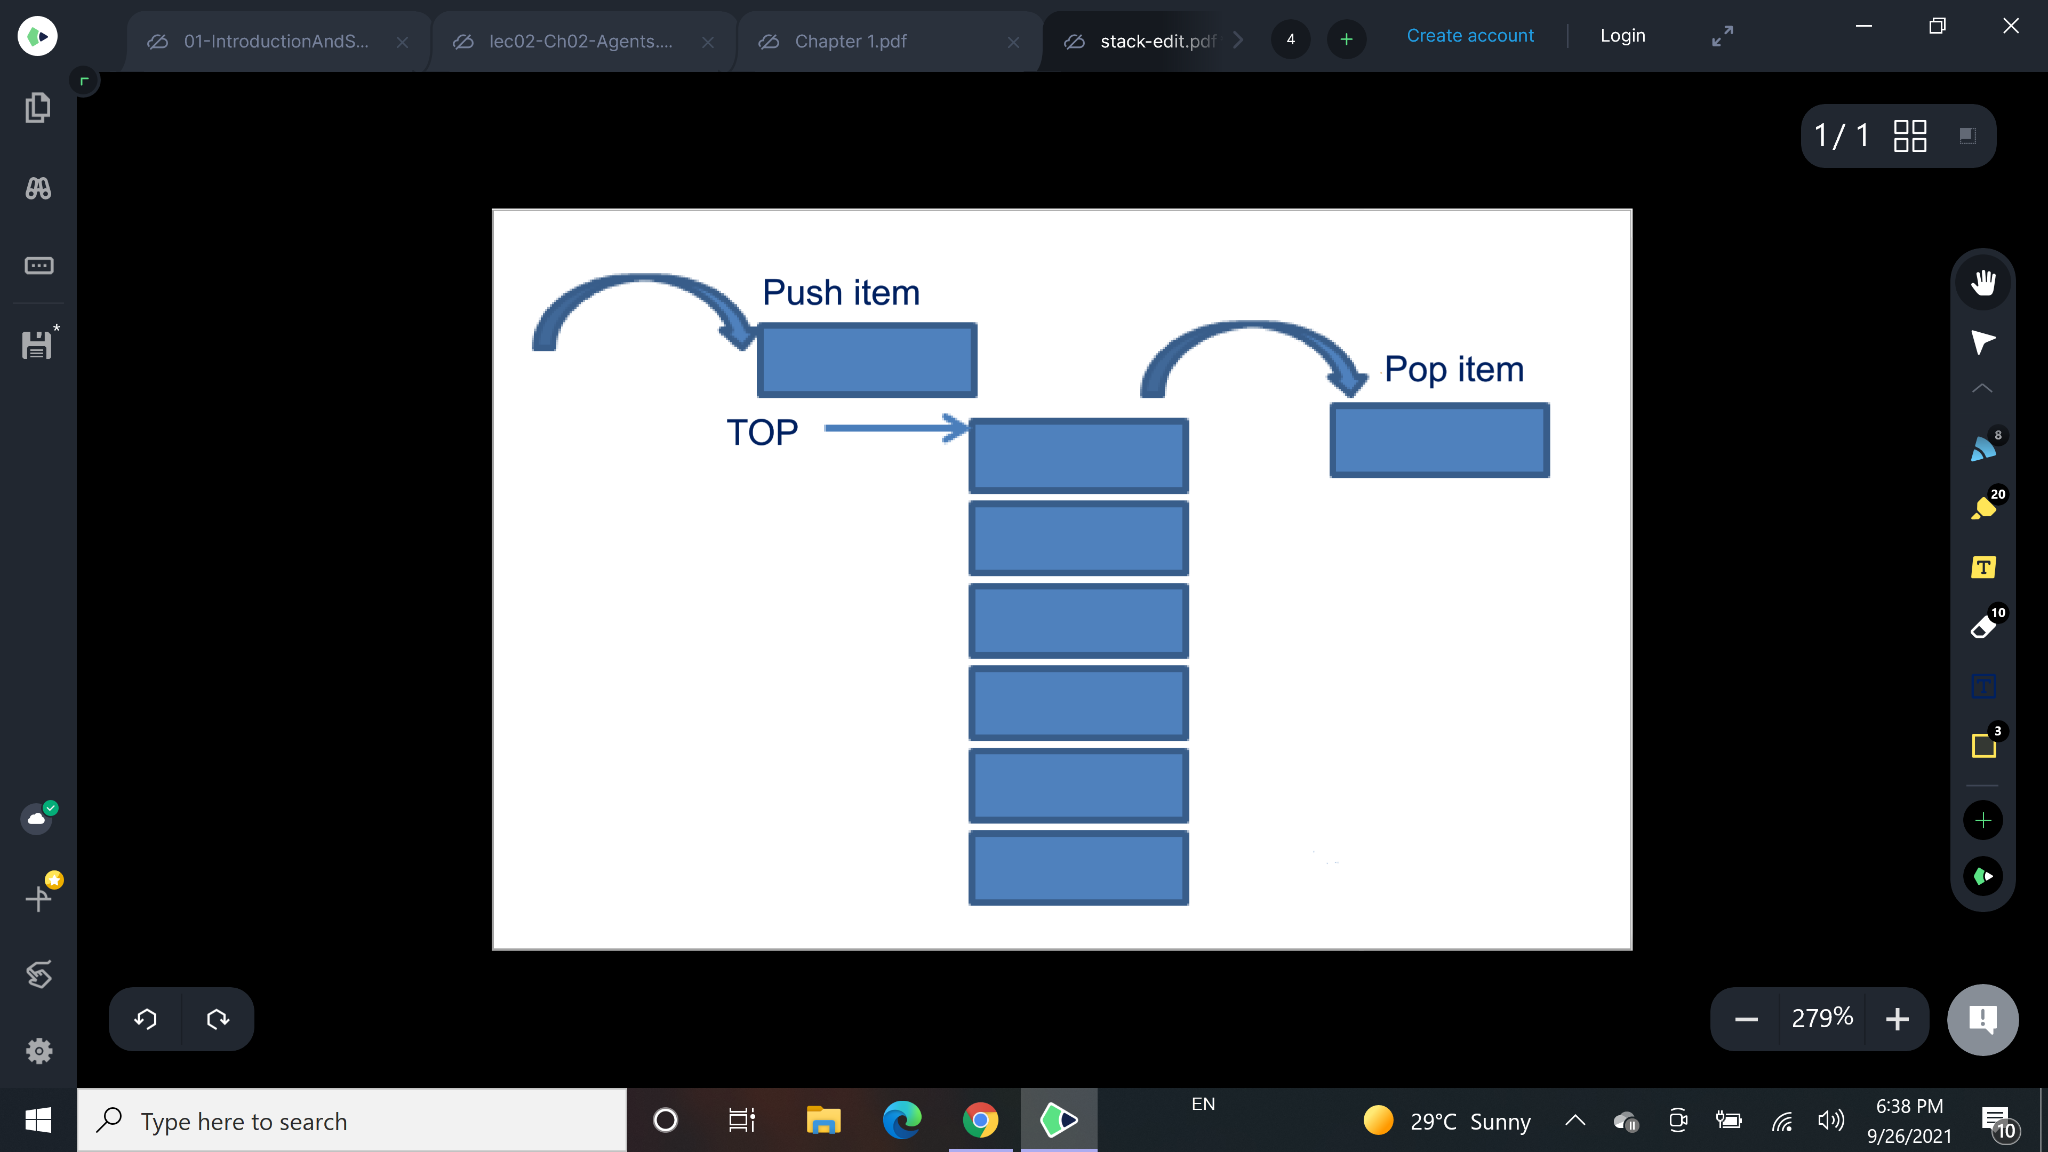 01-IntroductionAndS...
lec02-Ch02-Agents....
Chapter 1.pdf
stack-edit.pdf
4
Create account
Login
1/ 1
Push item
Pop item
TOP
8
20
T
10
T
3
279%
Type here to search
EN
29°C Sunny
6:38 PM
9/26/2021
10